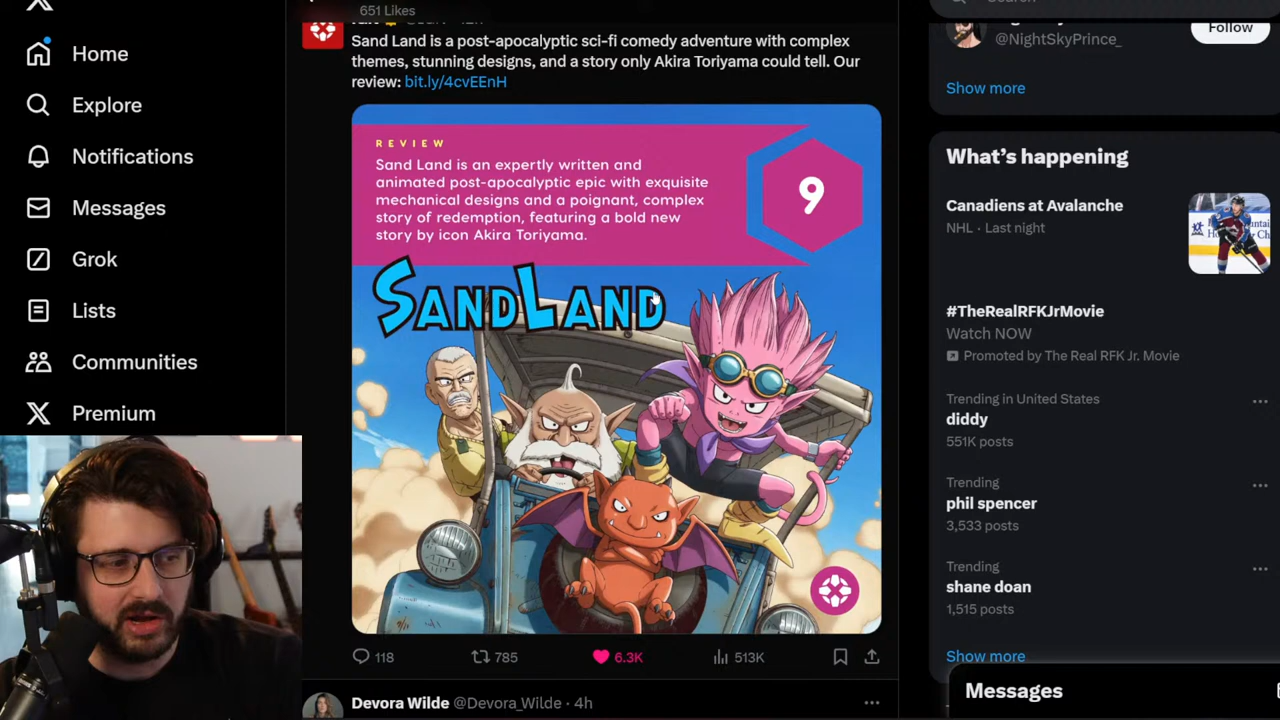 651 Likes
Home
Explore
Notifications
Messages
Grok
Lists
Communities
Premium
Sand Land is a post-apocalyptic sci-fi comedy adventure with complex
themes, stunning designs, and a story only Akira Toriyama could tell. Our
review: bit.ly/4cvEEnH
REVIEW
Sand Land is an expertly written and
animated post-apocalyptic epic with exquisite
mechanical designs and a poignant, complex
story of redemption, featuring a bold new
story by icon Akira Toriyama.
9
SANDLAND
118
785
6.3K
513K
Devora Wilde @Devora_Wilde · 4h
@NightSkyPrince_
Follow
Show more
What's happening
Canadiens at Avalanche
NHL · Last night
#TheRealRFKJrMovie
Watch NOW
Promoted by The Real RFK Jr. Movie
Trending in United States
diddy
551K posts
Trending
phil spencer
3,533 posts
Trending
shane doan
1,515 posts
Show more
Messages